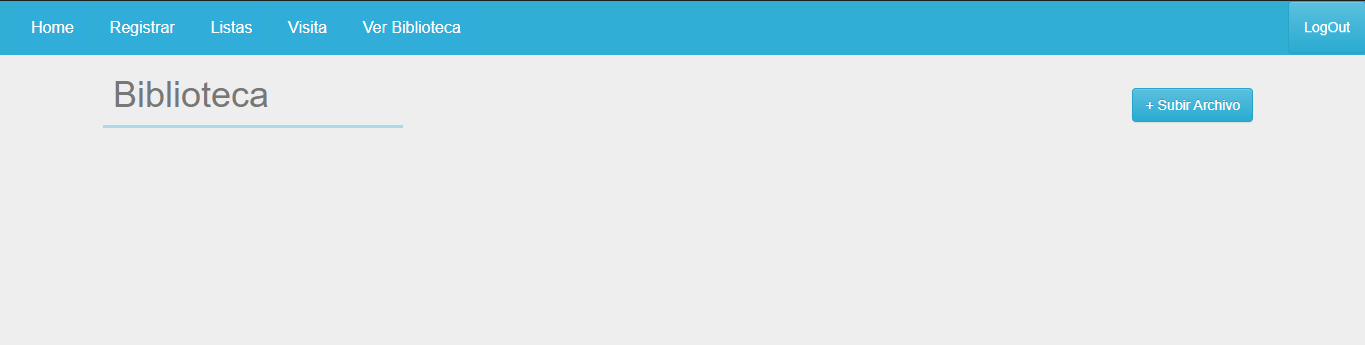 Home Registrar Listas Visita Ver Biblioteca LogOut
Biblioteca
+ Subir Archivo